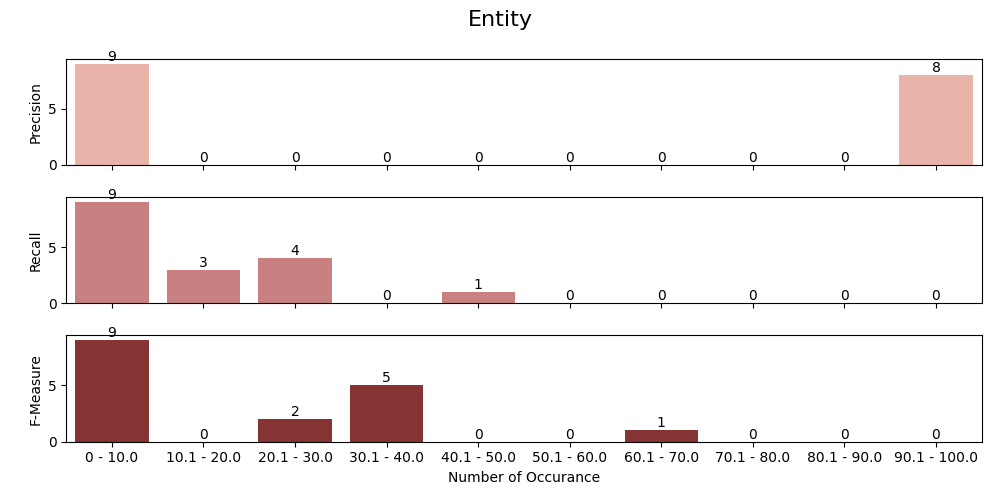 Entity
Precision
5
0
9 0 0 0 0 0 0 0 0 8
Recall
5
0
9 3 4 0 1 0 0 0 0 0
F-Measure
5
0
9 0 2 5 0 0 1 0 0 0
0 - 10.0 10.1 - 20.0 20.1 - 30.0 30.1 - 40.0 40.1 - 50.0 50.1 - 60.0 60.1 - 70.0 70.1 - 80.0 80.1 - 90.0 90.1 - 100.0
Number of Occurance